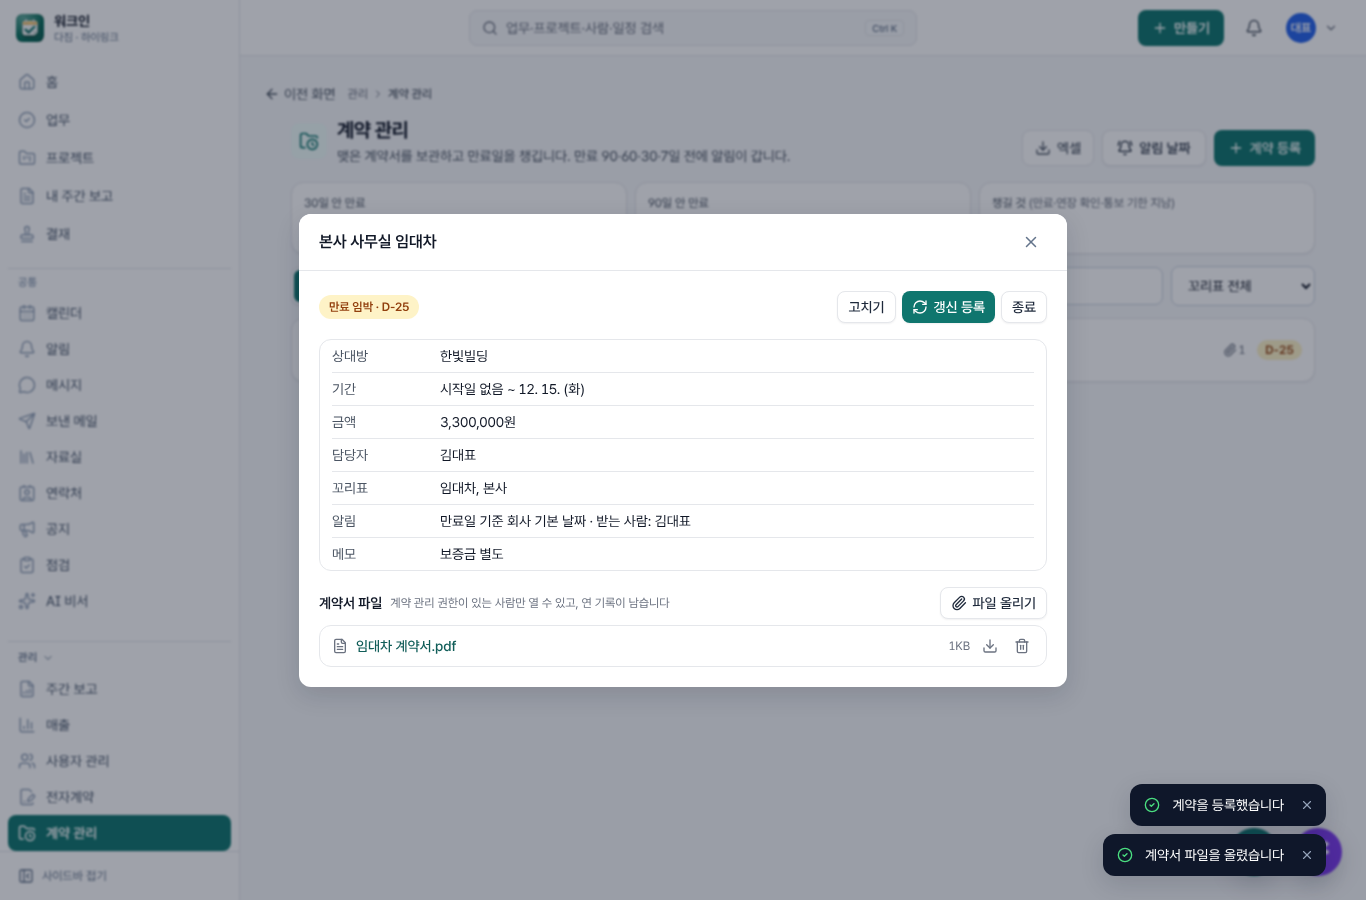 워크인
다짐 · 하이링크
업무·프로젝트·사람·일정 검색
Ctrl K
만들기
대표
홈
업무
프로젝트
내 주간 보고
결재
공통
캘린더
알림
메시지
보낸 메일
자료실
연락처
공지
점검
AI 비서
관리
주간 보고
매출
사용자 관리
전자계약
계약 관리
사이드바 접기
이전 화면 관리 > 계약 관리
계약 관리
맺은 계약서를 보관하고 만료일을 챙깁니다. 만료 90·60·30·7일 전에 알림이 갑니다.
엑셀
알림 날짜
계약 등록
30일 안 만료
90일 안 만료
챙길 것 (만료·연장 확인·통보 기한 지남)
꼬리표 전체
1
D-25
본사 사무실 임대차
만료 임박 · D-25
고치기
갱신 등록
종료
상대방 한빛빌딩
기간 시작일 없음 ~ 12. 15. (화)
금액 3,300,000원
담당자 김대표
꼬리표 임대차, 본사
알림 만료일 기준 회사 기본 날짜 · 받는 사람: 김대표
메모 보증금 별도
계약서 파일 계약 관리 권한이 있는 사람만 열 수 있고, 연 기록이 남습니다
파일 올리기
임대차 계약서.pdf
1KB
계약을 등록했습니다
계약서 파일을 올렸습니다